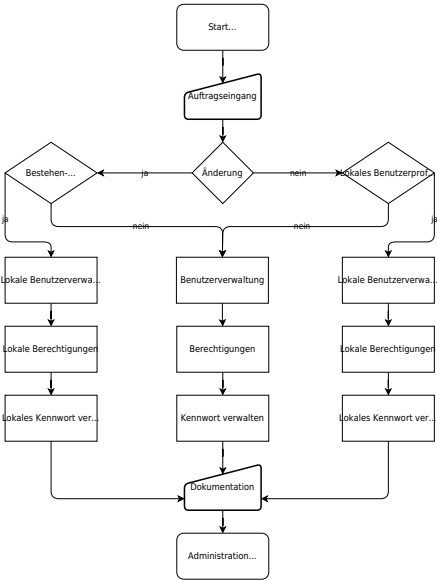 Start...
Auftragseingang
Bestehen-...
ja
Änderung
nein
Lokales Benutzerprof...
ja
nein
nein
ja
Lokale Benutzerverwa...
Benutzerverwaltung
Lokale Benutzerverwa...
Lokale Berechtigungen
Berechtigungen
Lokale Berechtigungen
Lokales Kennwort ver...
Kennwort verwalten
Lokales Kennwort ver...
Dokumentation
Administration...